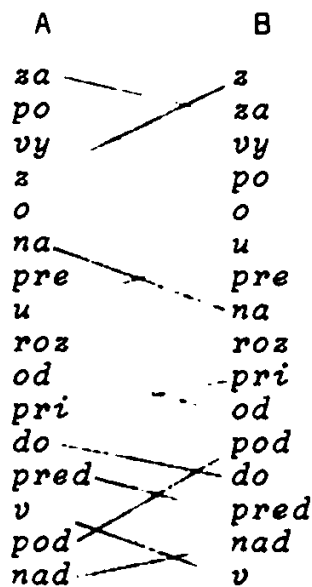 A B
za z
po za
vy vy
z po
o o
na u
pre pre
u na
roz roz
od pri
pri od
do pod
pred do
v pred
pod nad
nad v